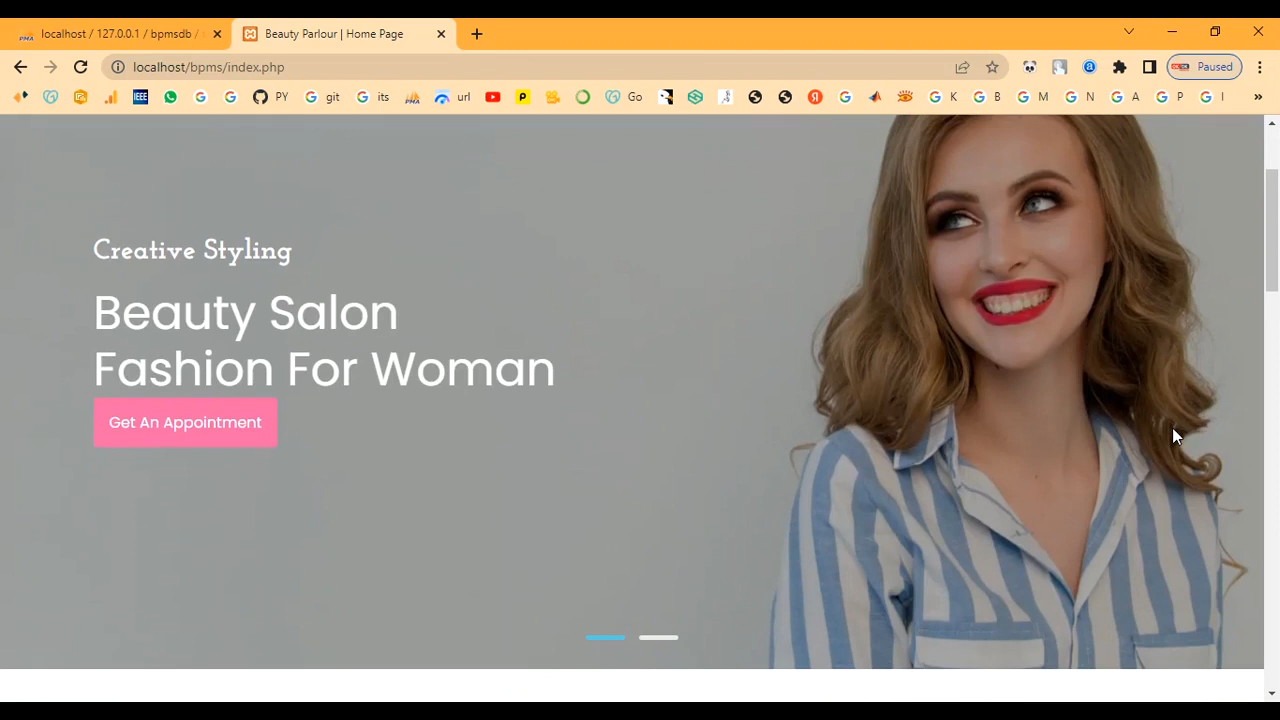 localhost / 127.0.0.1 / bpmsdb /
Beauty Parlour | Home Page
localhost/bpms/index.php
Paused
IEEE
PY
git
its
url
Go
K
B
M
N
A
P
I
»
Creative Styling
Beauty Salon
Fashion For Woman
Get An Appointment